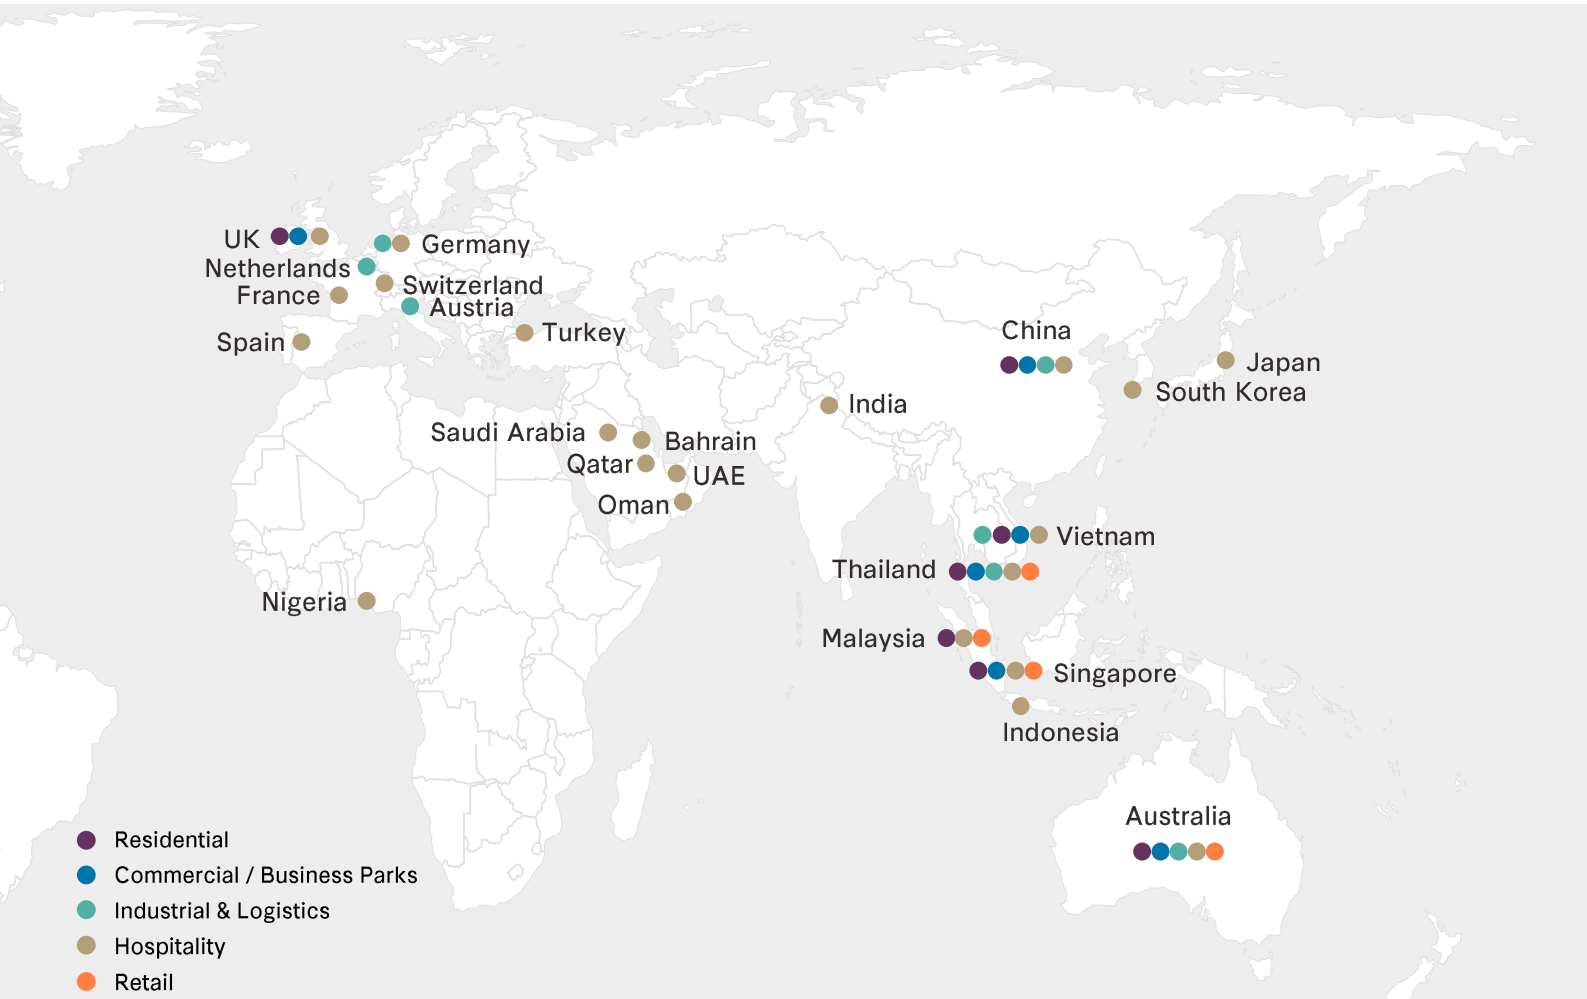 UK
Germany
Netherlands
Switzerland
France
Austria
Spain
Turkey
China
Japan
South Korea
India
Saudi Arabia
Bahrain
Qatar
UAE
Oman
Vietnam
Thailand
Nigeria
Malaysia
Singapore
Indonesia
Australia
Residential
Commercial / Business Parks
Industrial & Logistics
Hospitality
Retail